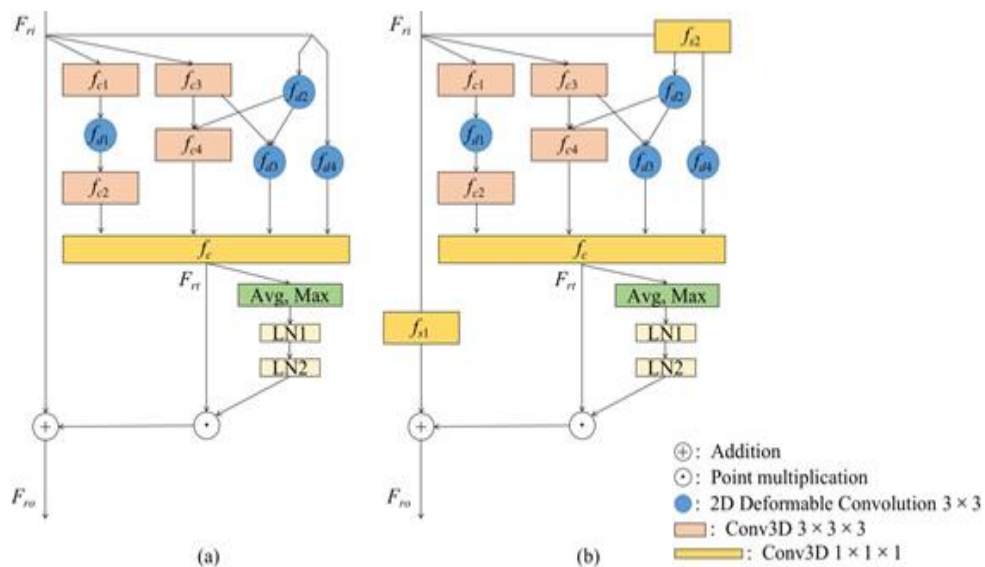 F_ri
f_c1
f_c3
f_d2
f_d1
f_c4
f_d3
f_d4
f_c2
f_c
F_rt
Avg, Max
LN1
LN2
+
·
F_ro
(a)
F_ri
f_s2
f_c1
f_c3
f_d2
f_d1
f_c4
f_d3
f_d4
f_c2
f_c
F_rt
Avg, Max
f_s1
LN1
LN2
+
·
F_ro
(b)
+ : Addition
· : Point multiplication
: 2D Deformable Convolution 3 × 3
: Conv3D 3 × 3 × 3
: Conv3D 1 × 1 × 1